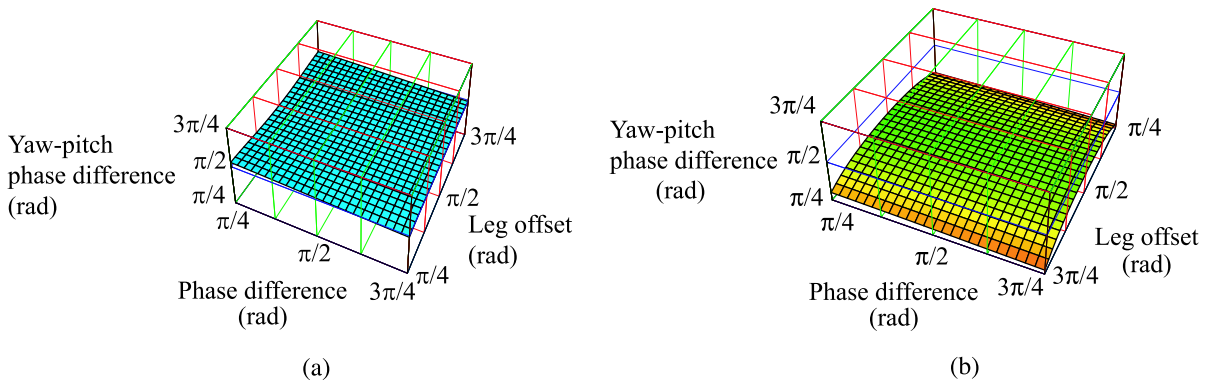 Yaw-pitch
phase difference
(rad)
3π/4
π/2
π/4
π/4
π/2
3π/4
Phase difference
(rad)
π/4
π/2
3π/4
Leg offset
(rad)
(a)
Yaw-pitch
phase difference
(rad)
3π/4
π/2
π/4
π/4
π/2
3π/4
Phase difference
(rad)
3π/4
π/2
π/4
Leg offset
(rad)
(b)